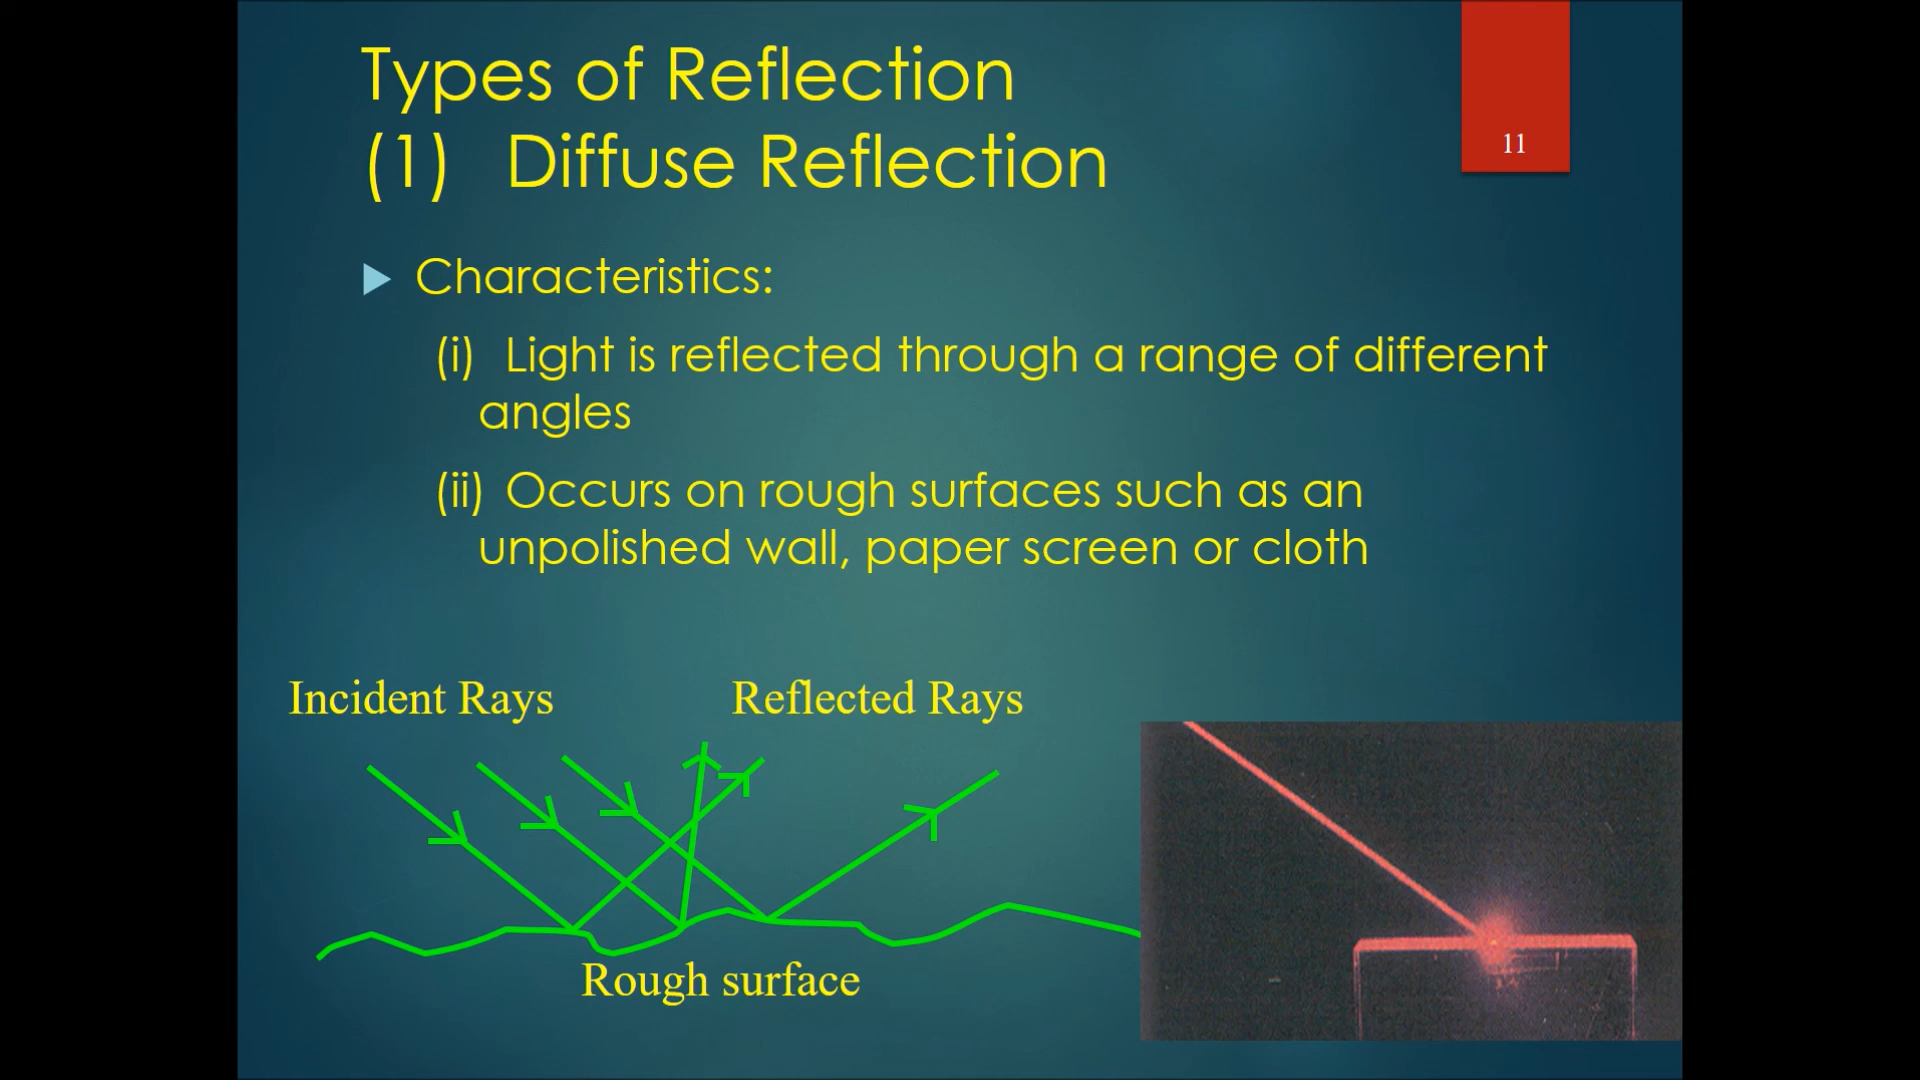 Types of Reflection
(1) Diffuse Reflection
11
Characteristics:
(i) Light is reflected through a range of different
angles
(ii) Occurs on rough surfaces such as an
unpolished wall, paper screen or cloth
Incident Rays
Reflected Rays
Rough surface